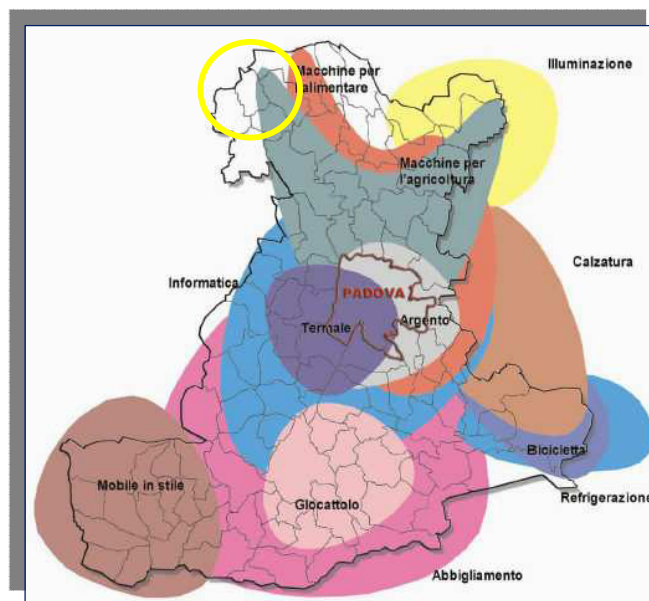 Illuminazione
Macchine per
l'alimentare
Macchine per
l'agricoltura
Calzatura
Informatica
PADOVA
Termale
Argento
Bicicletta
Mobile in stile
Refrigerazione
Giocattolo
Abbigliamento